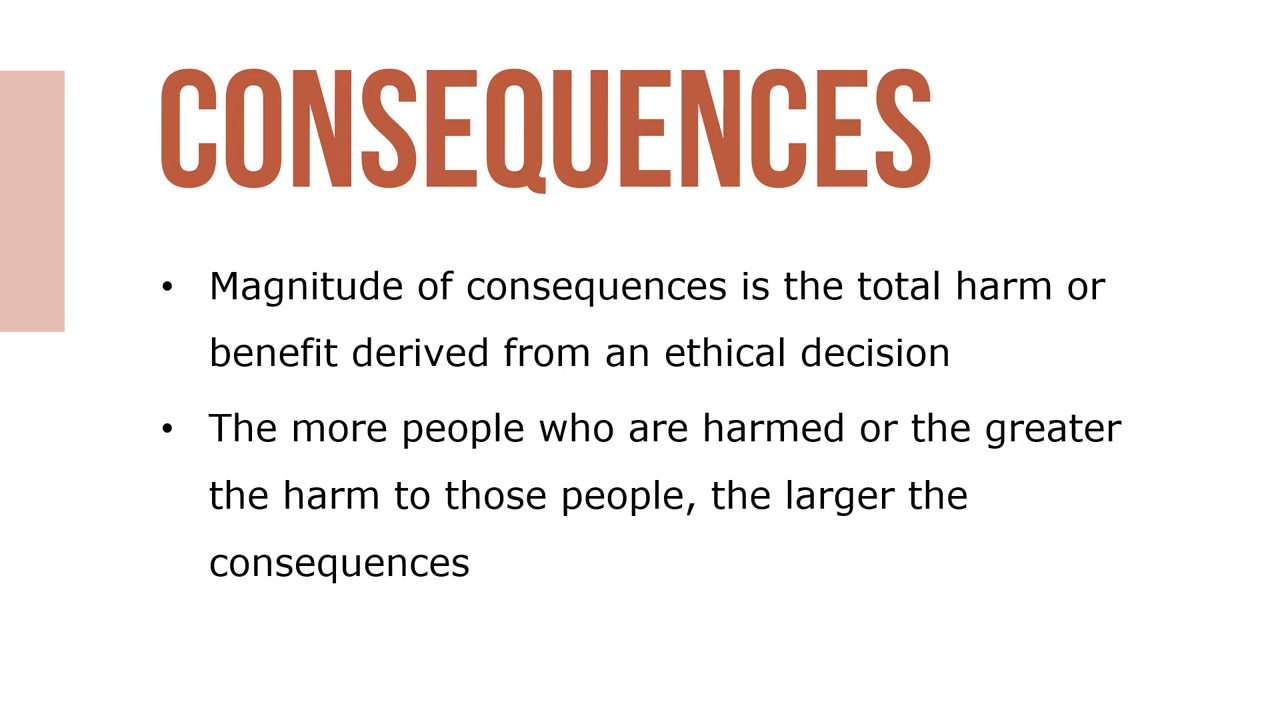 CONSEQUENCES
• Magnitude of consequences is the total harm or
benefit derived from an ethical decision
• The more people who are harmed or the greater
the harm to those people, the larger the
consequences